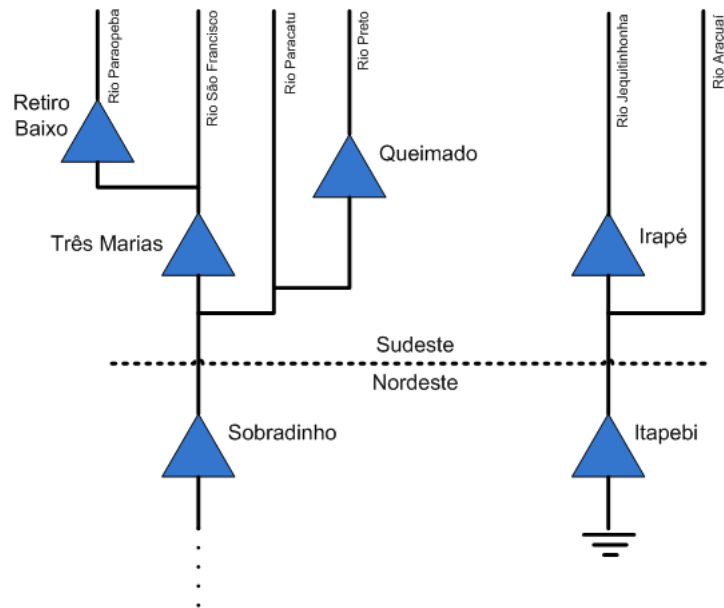 Rio Paraopeba
Rio São Francisco
Rio Paracatu
Rio Preto
Rio Jequitinhonha
Rio Aracuaí
Retiro
Baixo
Queimado
Três Marias
Irapé
Sudeste
Nordeste
Sobradinho
Itapebi